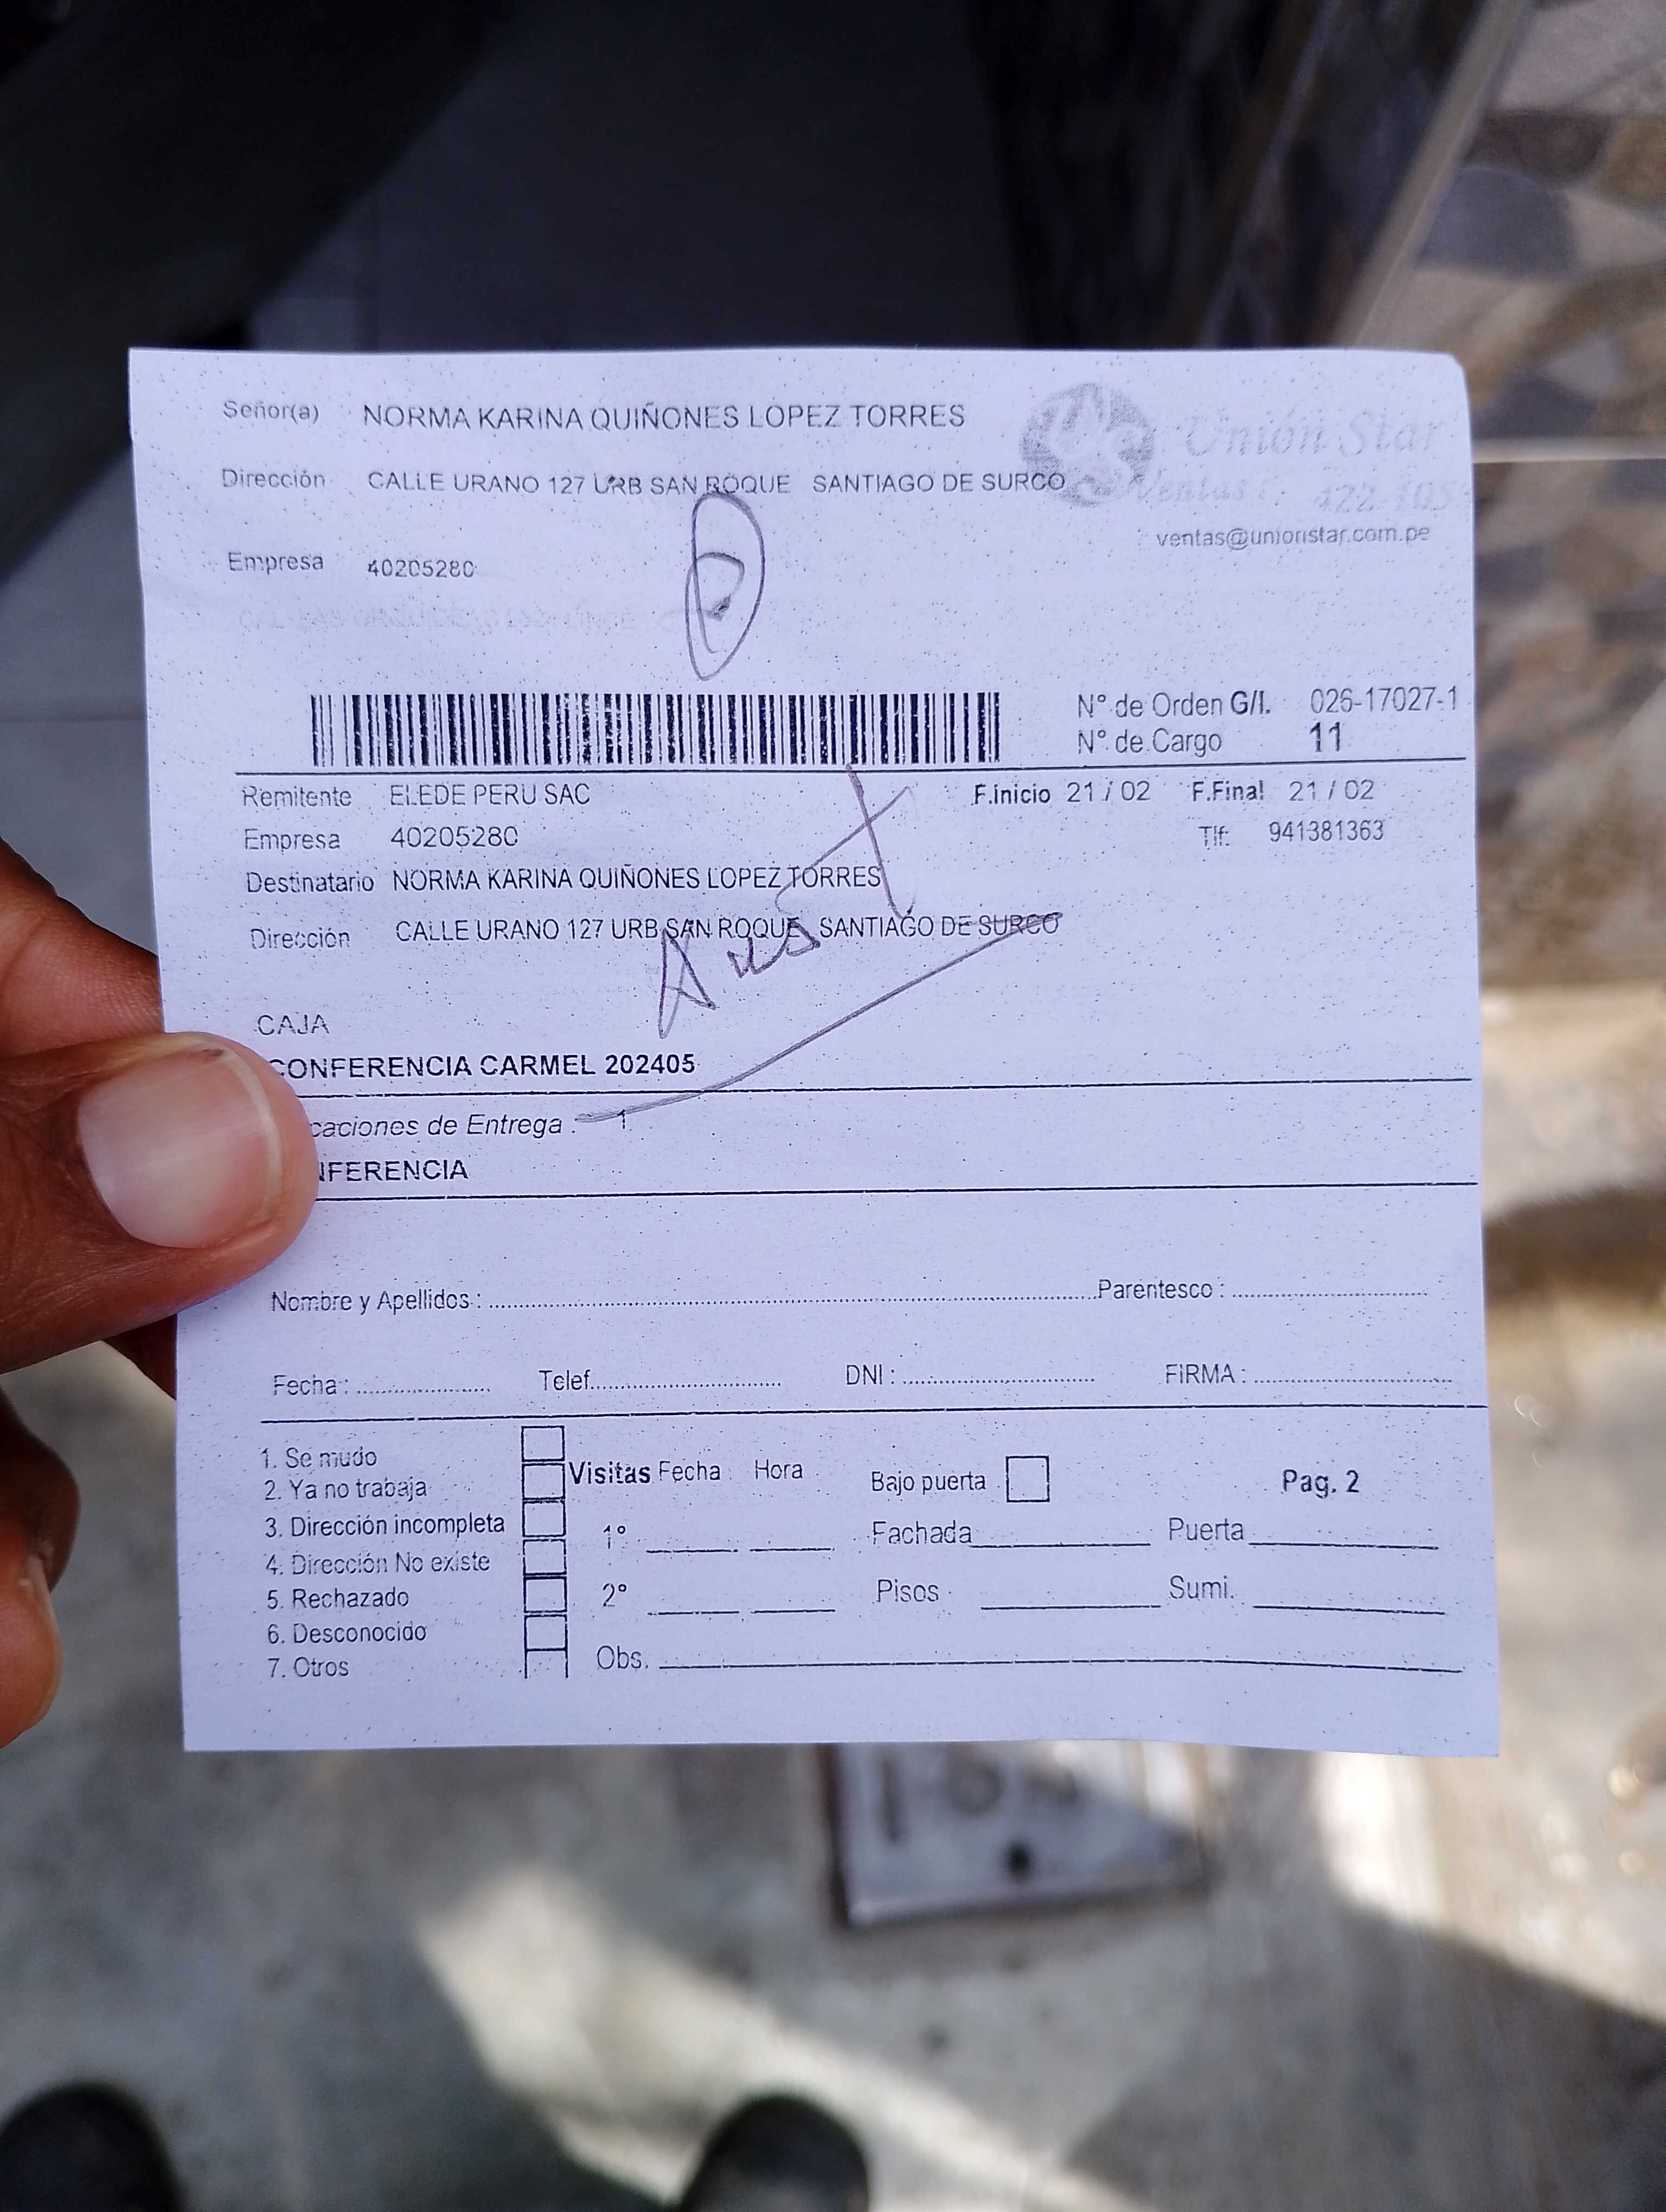 Señor(a) NORMA KARINA QUIÑONES LOPEZ TORRES
Unión Star
Dirección CALLE URANO 127 URB SAN ROQUE SANTIAGO DE SURCO
Ventas
ventas@unionstar.com.pe
Empresa 40205280
N° de Orden G/I. 026-17027-1
N° de Cargo 11
Remitente ELEDE PERU SAC F.Inicio 21 / 02 F.Final 21 / 02
Empresa 40205280 Tlf: 941381363
Destinatario NORMA KARINA QUIÑONES LOPEZ TORRES
Dirección CALLE URANO 127 URB SAN ROQUE SANTIAGO DE SURCO
CAJA
CONFERENCIA CARMEL 202405
caciones de Entrega : 1
NFERENCIA
Nombre y Apellidos : Parentesco :
Fecha : Telef. DNI : FIRMA :
1. Se mudo
2. Ya no trabaja
3. Dirección incompleta
4. Dirección No existe
5. Rechazado
6. Desconocido
7. Otros
Visitas Fecha Hora Bajo puerta Pag. 2
1° Fachada Puerta
2° Pisos Sumi.
Obs.